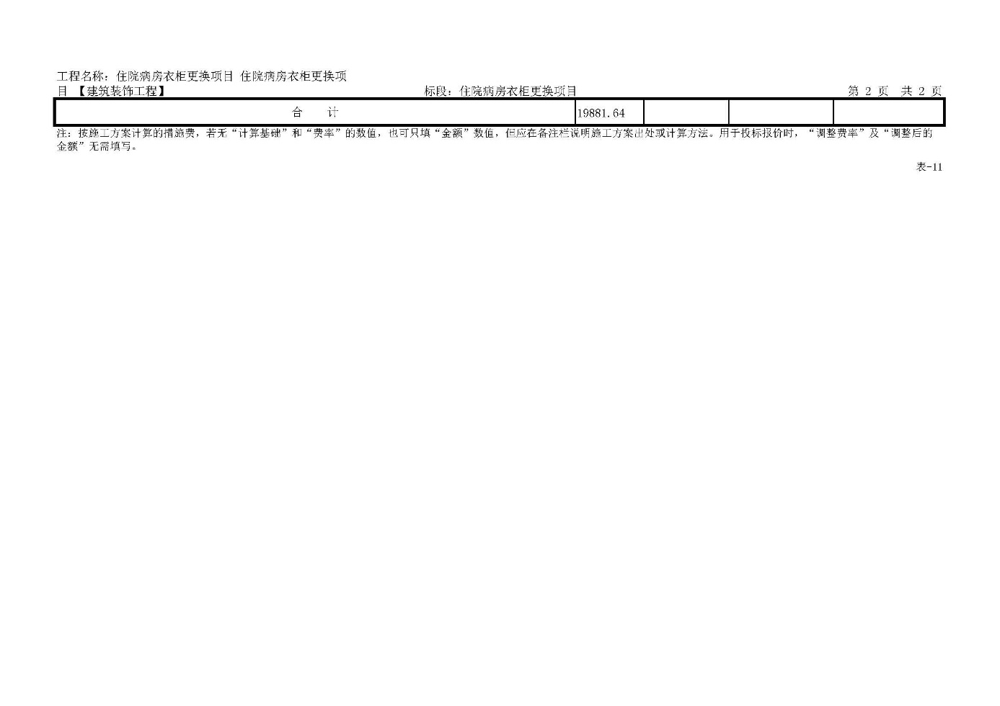 工程名称：住院病房衣柜更换项目 住院病房衣柜更换项
目 【建筑装饰工程】 标段：住院病房衣柜更换项目 第 2 页 共 2 页
合 计 19881.64
注：按施工方案计算的措施费，若无“计算基础”和“费率”的数值，也可只填“金额”数值，但应在备注栏说明施工方案出处或计算方法。用于投标报价时，“调整费率”及“调整后的
金额”无需填写。
表-11